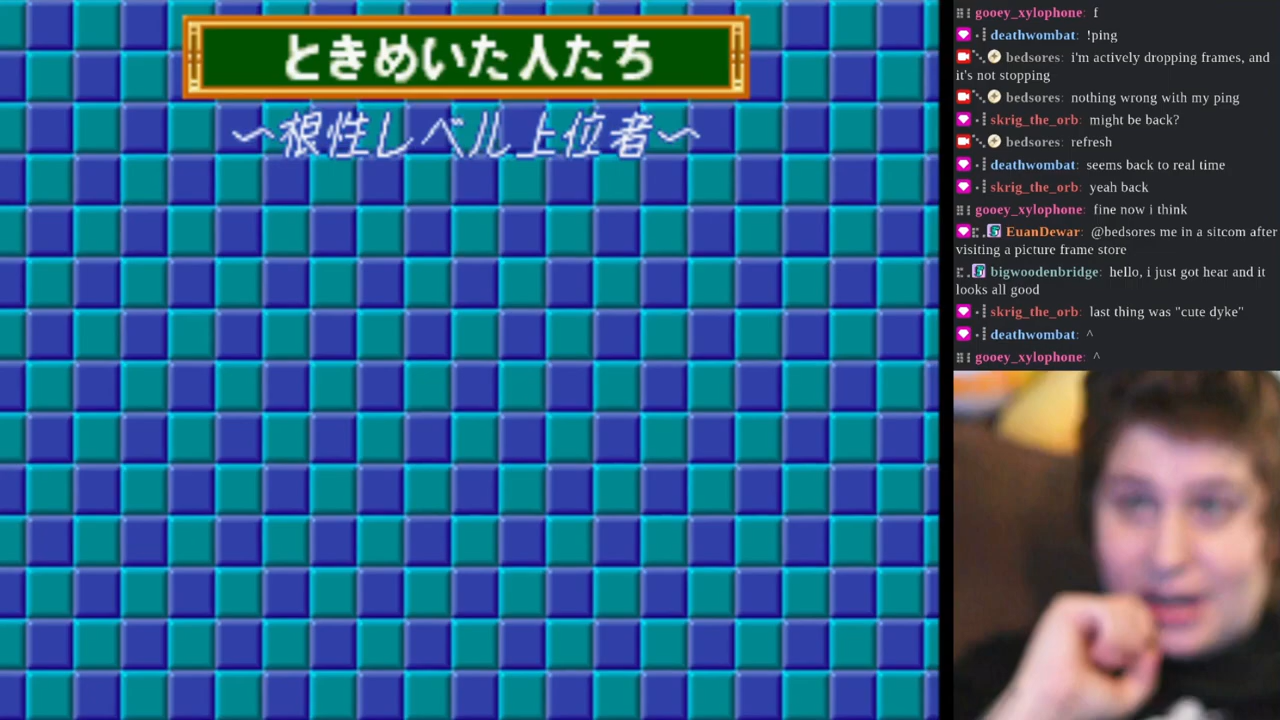 ときめいた人たち
〜根性レベル上位者〜
gooey_xylophone: f
deathwombat: !ping
bedsores: i'm actively dropping frames, and
it's not stopping
bedsores: nothing wrong with my ping
skrig_the_orb: might be back?
bedsores: refresh
deathwombat: seems back to real time
skrig_the_orb: yeah back
gooey_xylophone: fine now i think
EuanDewar: @bedsores me in a sitcom after
visiting a picture frame store
bigwoodenbridge: hello, i just got hear and it
looks all good
skrig_the_orb: last thing was "cute dyke"
deathwombat: ^
gooey_xylophone: ^